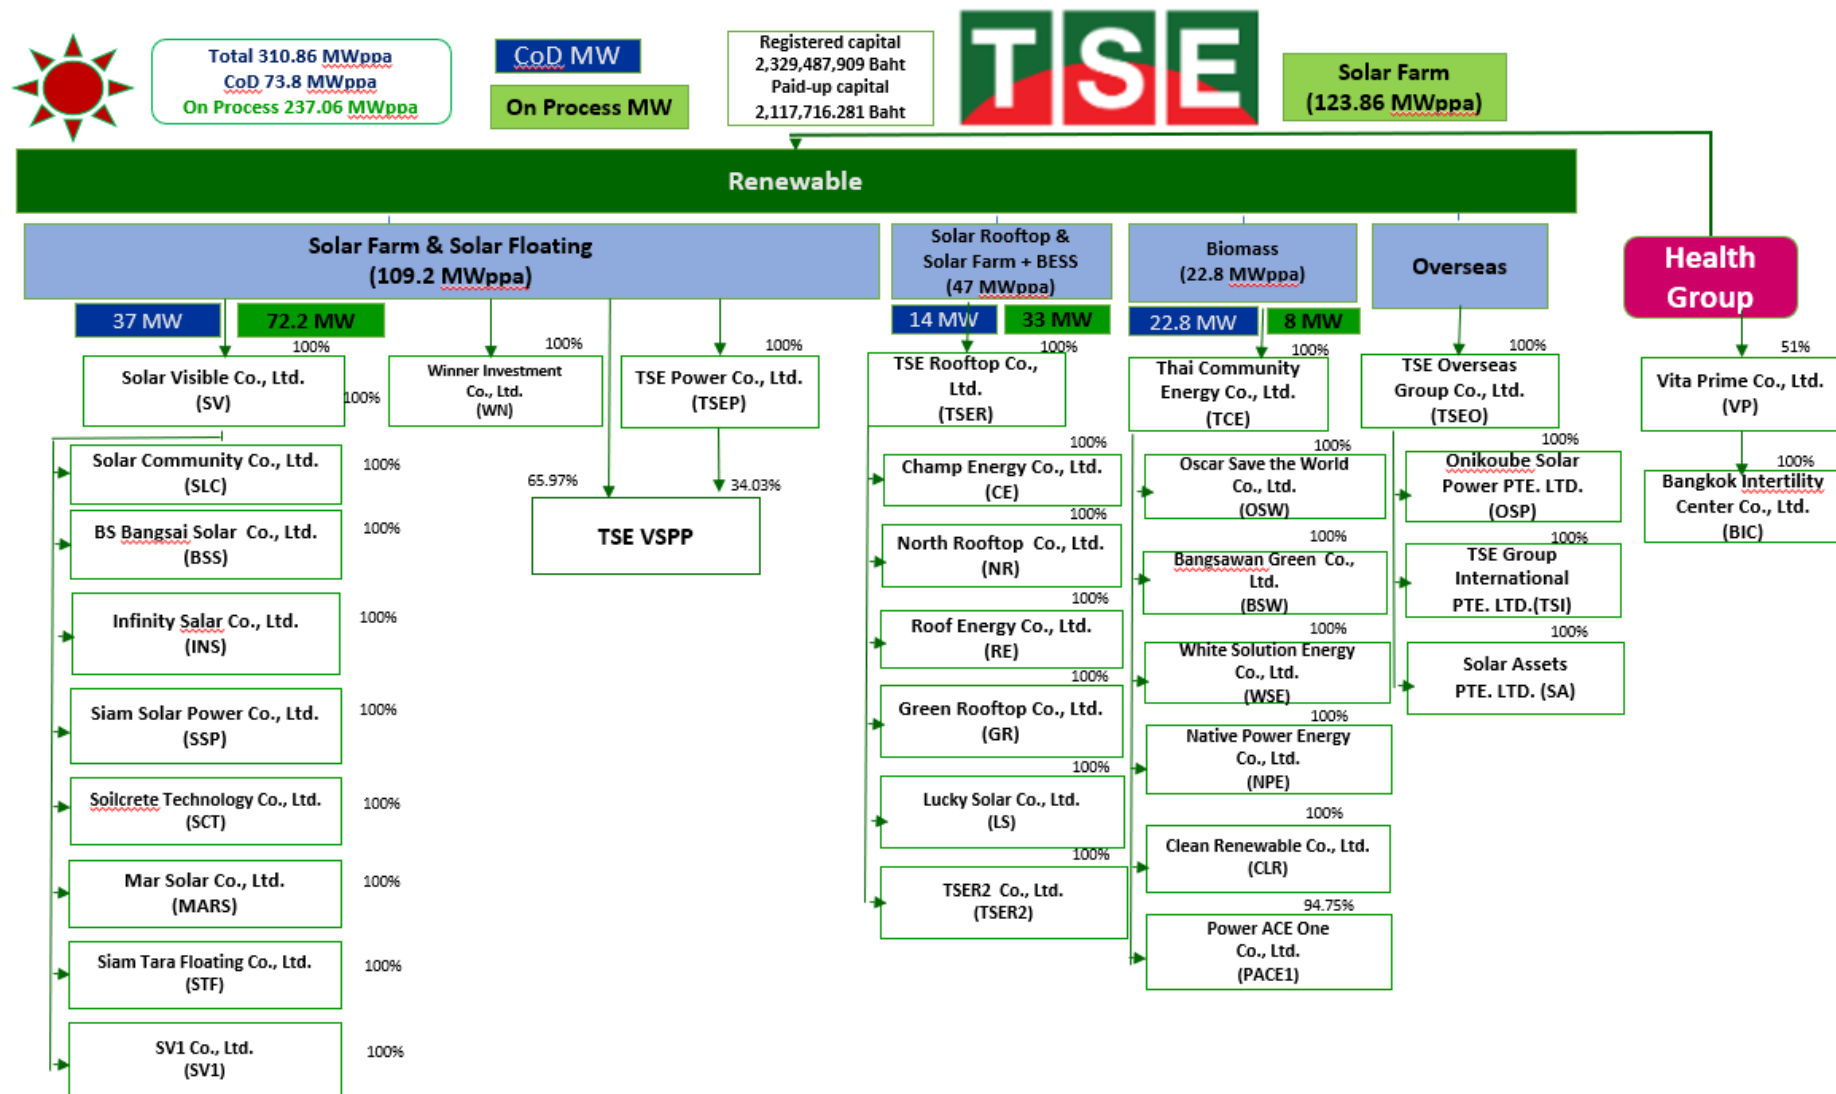 Total 310.86 MWppa
CoD 73.8 MWppa
On Process 237.06 MWppa
CoD MW
On Process MW
Registered capital
2,329,487,909 Baht
Paid-up capital
2,117,716.281 Baht
TSE
Solar Farm
(123.86 MWppa)
Renewable
Solar Farm & Solar Floating
(109.2 MWppa)
37 MW
72.2 MW
Solar Rooftop &
Solar Farm + BESS
(47 MWppa)
14 MW
33 MW
Biomass
(22.8 MWppa)
22.8 MW
8 MW
Overseas
Health
Group
100%
Solar Visible Co., Ltd.
(SV)
100%
100%
Winner Investment
Co., Ltd.
(WN)
100%
TSE Power Co., Ltd.
(TSEP)
65.97%
34.03%
TSE VSPP
Solar Community Co., Ltd.
(SLC)
100%
BS Bangsai Solar  Co., Ltd.
(BSS)
100%
Infinity Salar Co., Ltd.
(INS)
100%
Siam Solar Power Co., Ltd.
(SSP)
100%
Soilcrete Technology Co., Ltd.
(SCT)
100%
Mar Solar Co., Ltd.
(MARS)
100%
Siam Tara Floating Co., Ltd.
(STF)
100%
SV1 Co., Ltd.
(SV1)
100%
100%
TSE Rooftop Co.,
Ltd.
(TSER)
100%
Champ Energy Co., Ltd.
(CE)
100%
North Rooftop  Co., Ltd.
(NR)
100%
Roof Energy Co., Ltd.
(RE)
100%
Green Rooftop Co., Ltd.
(GR)
100%
Lucky Solar Co., Ltd.
(LS)
100%
TSER2  Co., Ltd.
(TSER2)
100%
Thai Community
Energy Co., Ltd.
(TCE)
100%
Oscar Save the World
Co., Ltd.
(OSW)
100%
Bangsawan Green  Co.,
Ltd.
(BSW)
100%
White Solution Energy
Co., Ltd.
(WSE)
100%
Native Power Energy
Co., Ltd.
(NPE)
100%
Clean Renewable Co., Ltd.
(CLR)
94.75%
Power ACE One
Co., Ltd.
(PACE1)
100%
TSE Overseas
Group Co., Ltd.
(TSEO)
100%
Onikoube Solar
Power PTE. LTD.
(OSP)
100%
TSE Group
International
PTE. LTD.(TSI)
100%
Solar Assets
PTE. LTD. (SA)
51%
Vita Prime Co., Ltd.
(VP)
100%
Bangkok Intertility
Center Co., Ltd.
(BIC)